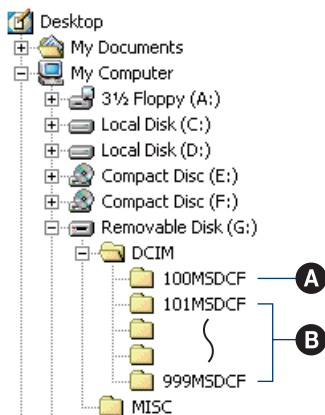 Desktop
My Documents
My Computer
3½ Floppy (A:)
Local Disk (C:)
Local Disk (D:)
Compact Disc (E:)
Compact Disc (F:)
Removable Disk (G:)
DCIM
100MSDCF A
101MSDCF
B
999MSDCF
MISC